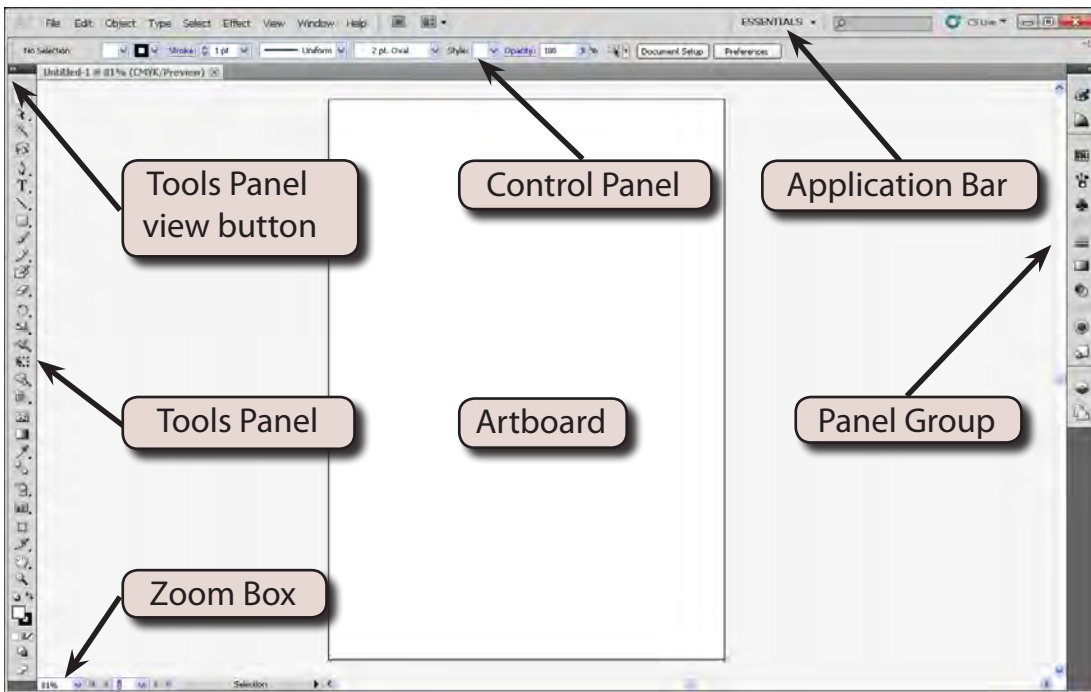 File Edit Object Type Select Effect View Window Help ESSENTIALS CS Live
No Selection Stroke: 1 pt Uniform 2 pt. Oval Style: Opacity: 100 % Document Setup Preferences
Untitled-1 @ 81% (CMYK/Preview)
Tools Panel
view button
Control Panel
Application Bar
Tools Panel
Artboard
Panel Group
Zoom Box
81% Selection